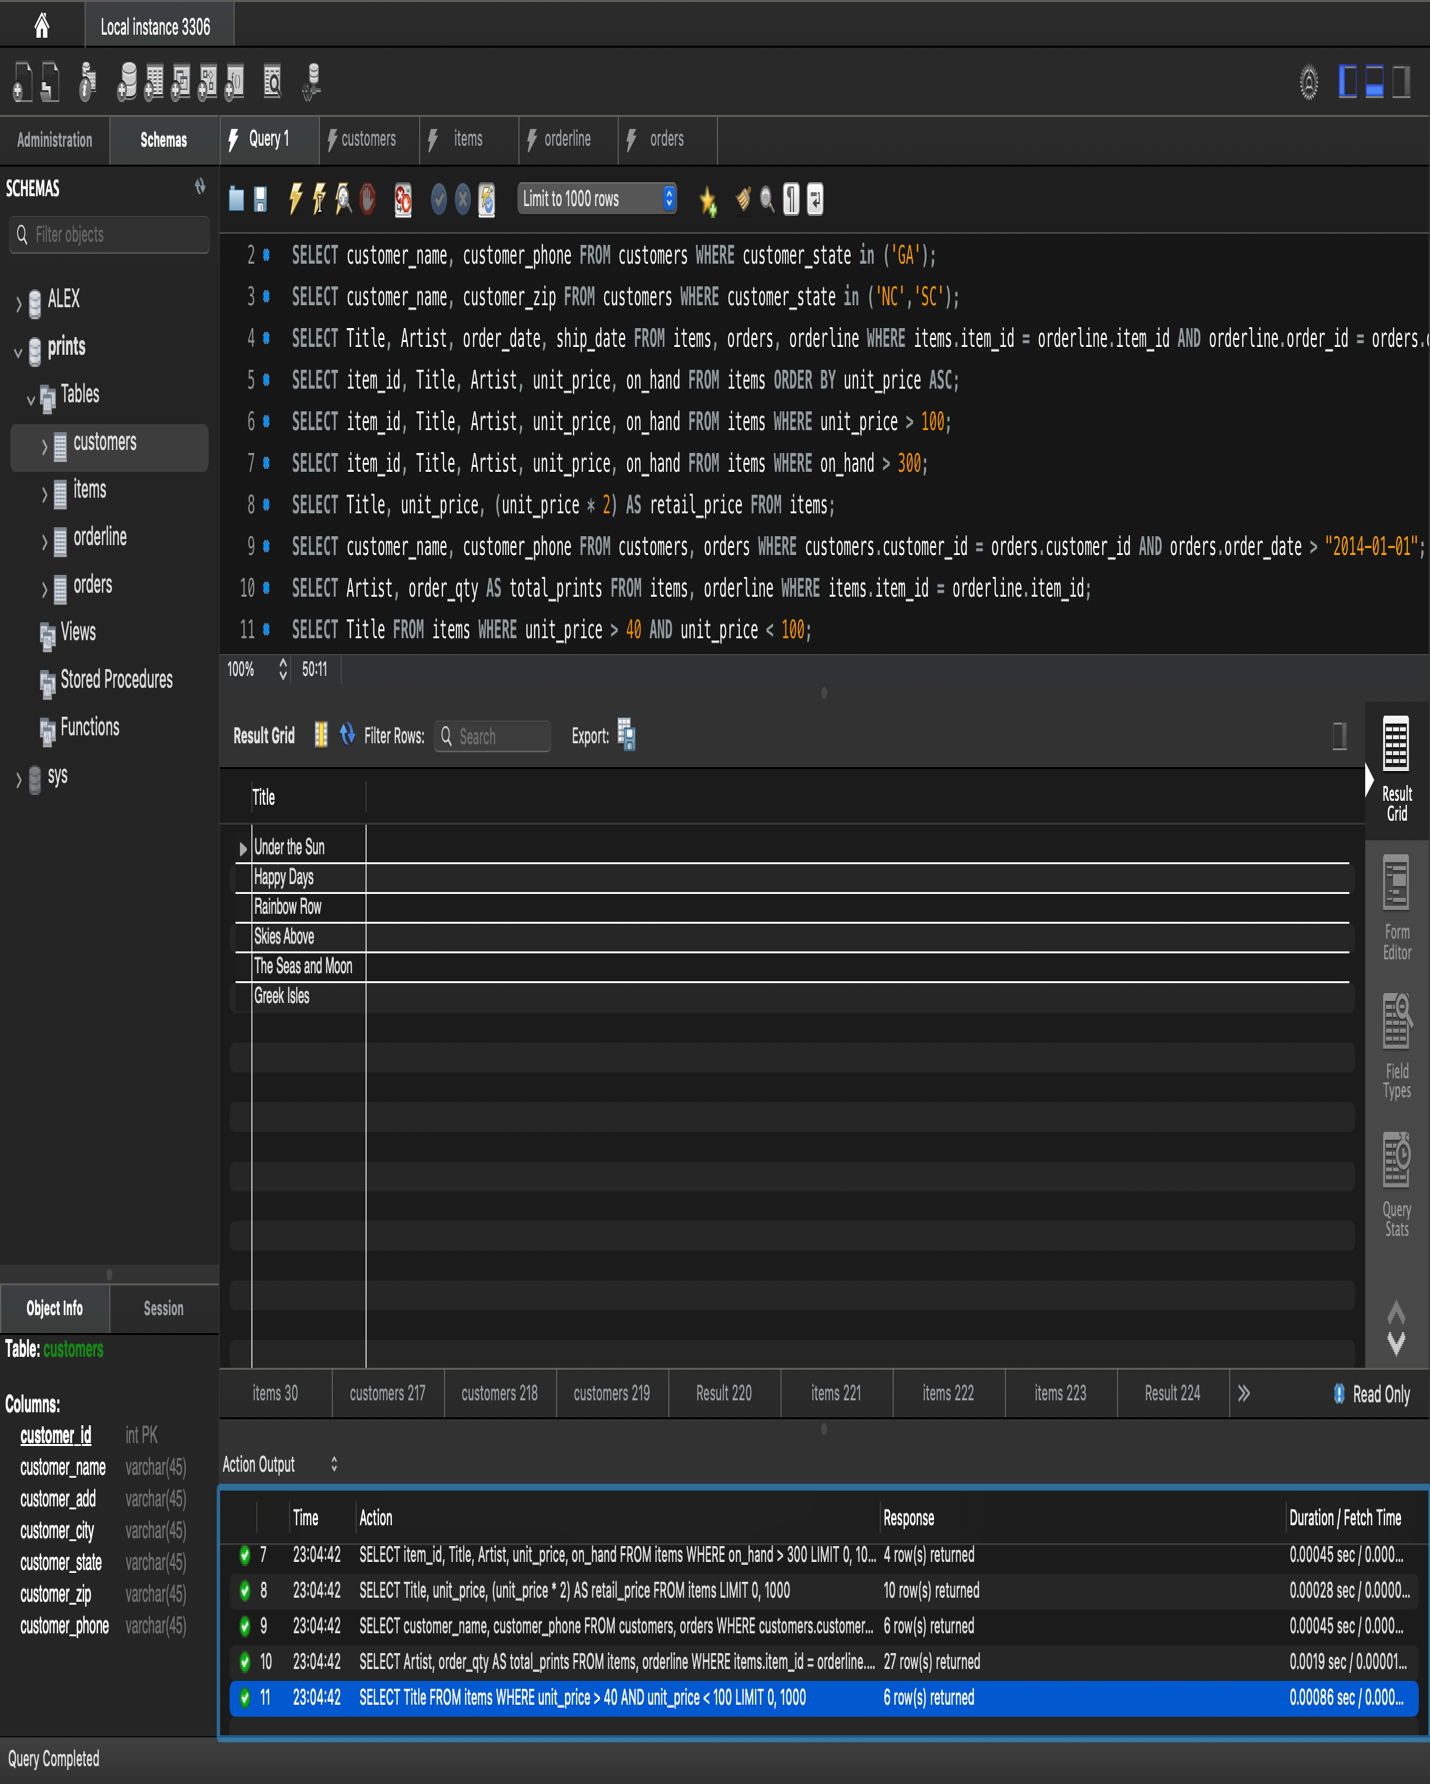 Local instance 3306
Administration
Schemas
Query 1
customers
items
orderline
orders
SCHEMAS
Filter objects
ALEX
prints
Tables
customers
items
orderline
orders
Views
Stored Procedures
Functions
sys
Limit to 1000 rows
2 SELECT customer_name, customer_phone FROM customers WHERE customer_state in ('GA');
3 SELECT customer_name, customer_zip FROM customers WHERE customer_state in ('NC','SC');
4 SELECT Title, Artist, order_date, ship_date FROM items, orders, orderline WHERE items.item_id = orderline.item_id AND orderline.order_id = orders.
5 SELECT item_id, Title, Artist, unit_price, on_hand FROM items ORDER BY unit_price ASC;
6 SELECT item_id, Title, Artist, unit_price, on_hand FROM items WHERE unit_price > 100;
7 SELECT item_id, Title, Artist, unit_price, on_hand FROM items WHERE on_hand > 300;
8 SELECT Title, unit_price, (unit_price * 2) AS retail_price FROM items;
9 SELECT customer_name, customer_phone FROM customers, orders WHERE customers.customer_id = orders.customer_id AND orders.order_date > "2014-01-01";
10 SELECT Artist, order_qty AS total_prints FROM items, orderline WHERE items.item_id = orderline.item_id;
11 SELECT Title FROM items WHERE unit_price > 40 AND unit_price < 100;
100% 50:11
Result Grid Filter Rows: Search Export:
Title
Under the Sun
Happy Days
Rainbow Row
Skies Above
The Seas and Moon
Greek Isles
Result
Grid
Form
Editor
Field
Types
Query
Stats
Object Info
Session
Table: customers
Columns:
customer_id int PK
customer_name varchar(45)
customer_add varchar(45)
customer_city varchar(45)
customer_state varchar(45)
customer_zip varchar(45)
customer_phone varchar(45)
items 30 customers 217 customers 218 customers 219 Result 220 items 221 items 222 items 223 Result 224 Read Only
Action Output
Time Action Response Duration / Fetch Time
7 23:04:42 SELECT item_id, Title, Artist, unit_price, on_hand FROM items WHERE on_hand > 300 LIMIT 0, 10... 4 row(s) returned 0.00045 sec / 0.000...
8 23:04:42 SELECT Title, unit_price, (unit_price * 2) AS retail_price FROM items LIMIT 0, 1000 10 row(s) returned 0.00028 sec / 0.0000...
9 23:04:42 SELECT customer_name, customer_phone FROM customers, orders WHERE customers.customer... 6 row(s) returned 0.00045 sec / 0.000...
10 23:04:42 SELECT Artist, order_qty AS total_prints FROM items, orderline WHERE items.item_id = orderline.... 27 row(s) returned 0.0019 sec / 0.00001...
11 23:04:42 SELECT Title FROM items WHERE unit_price > 40 AND unit_price < 100 LIMIT 0, 1000 6 row(s) returned 0.00086 sec / 0.000...
Query Completed